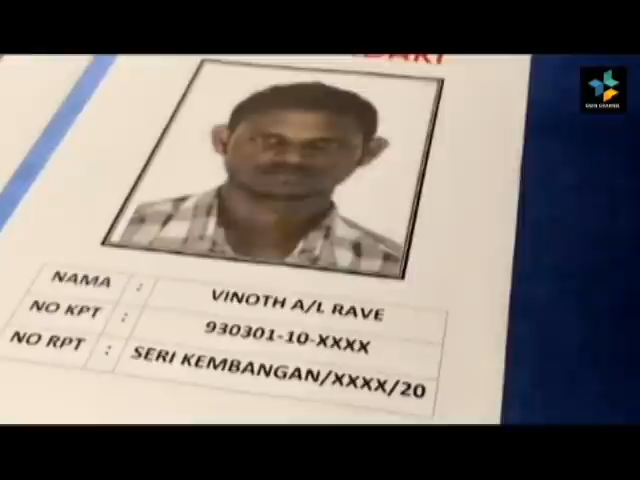 NAMA : VINOTH A/L RAVE
NO KPT : 930301-10-XXXX
NO RPT : SERI KEMBANGAN/XXXX/20